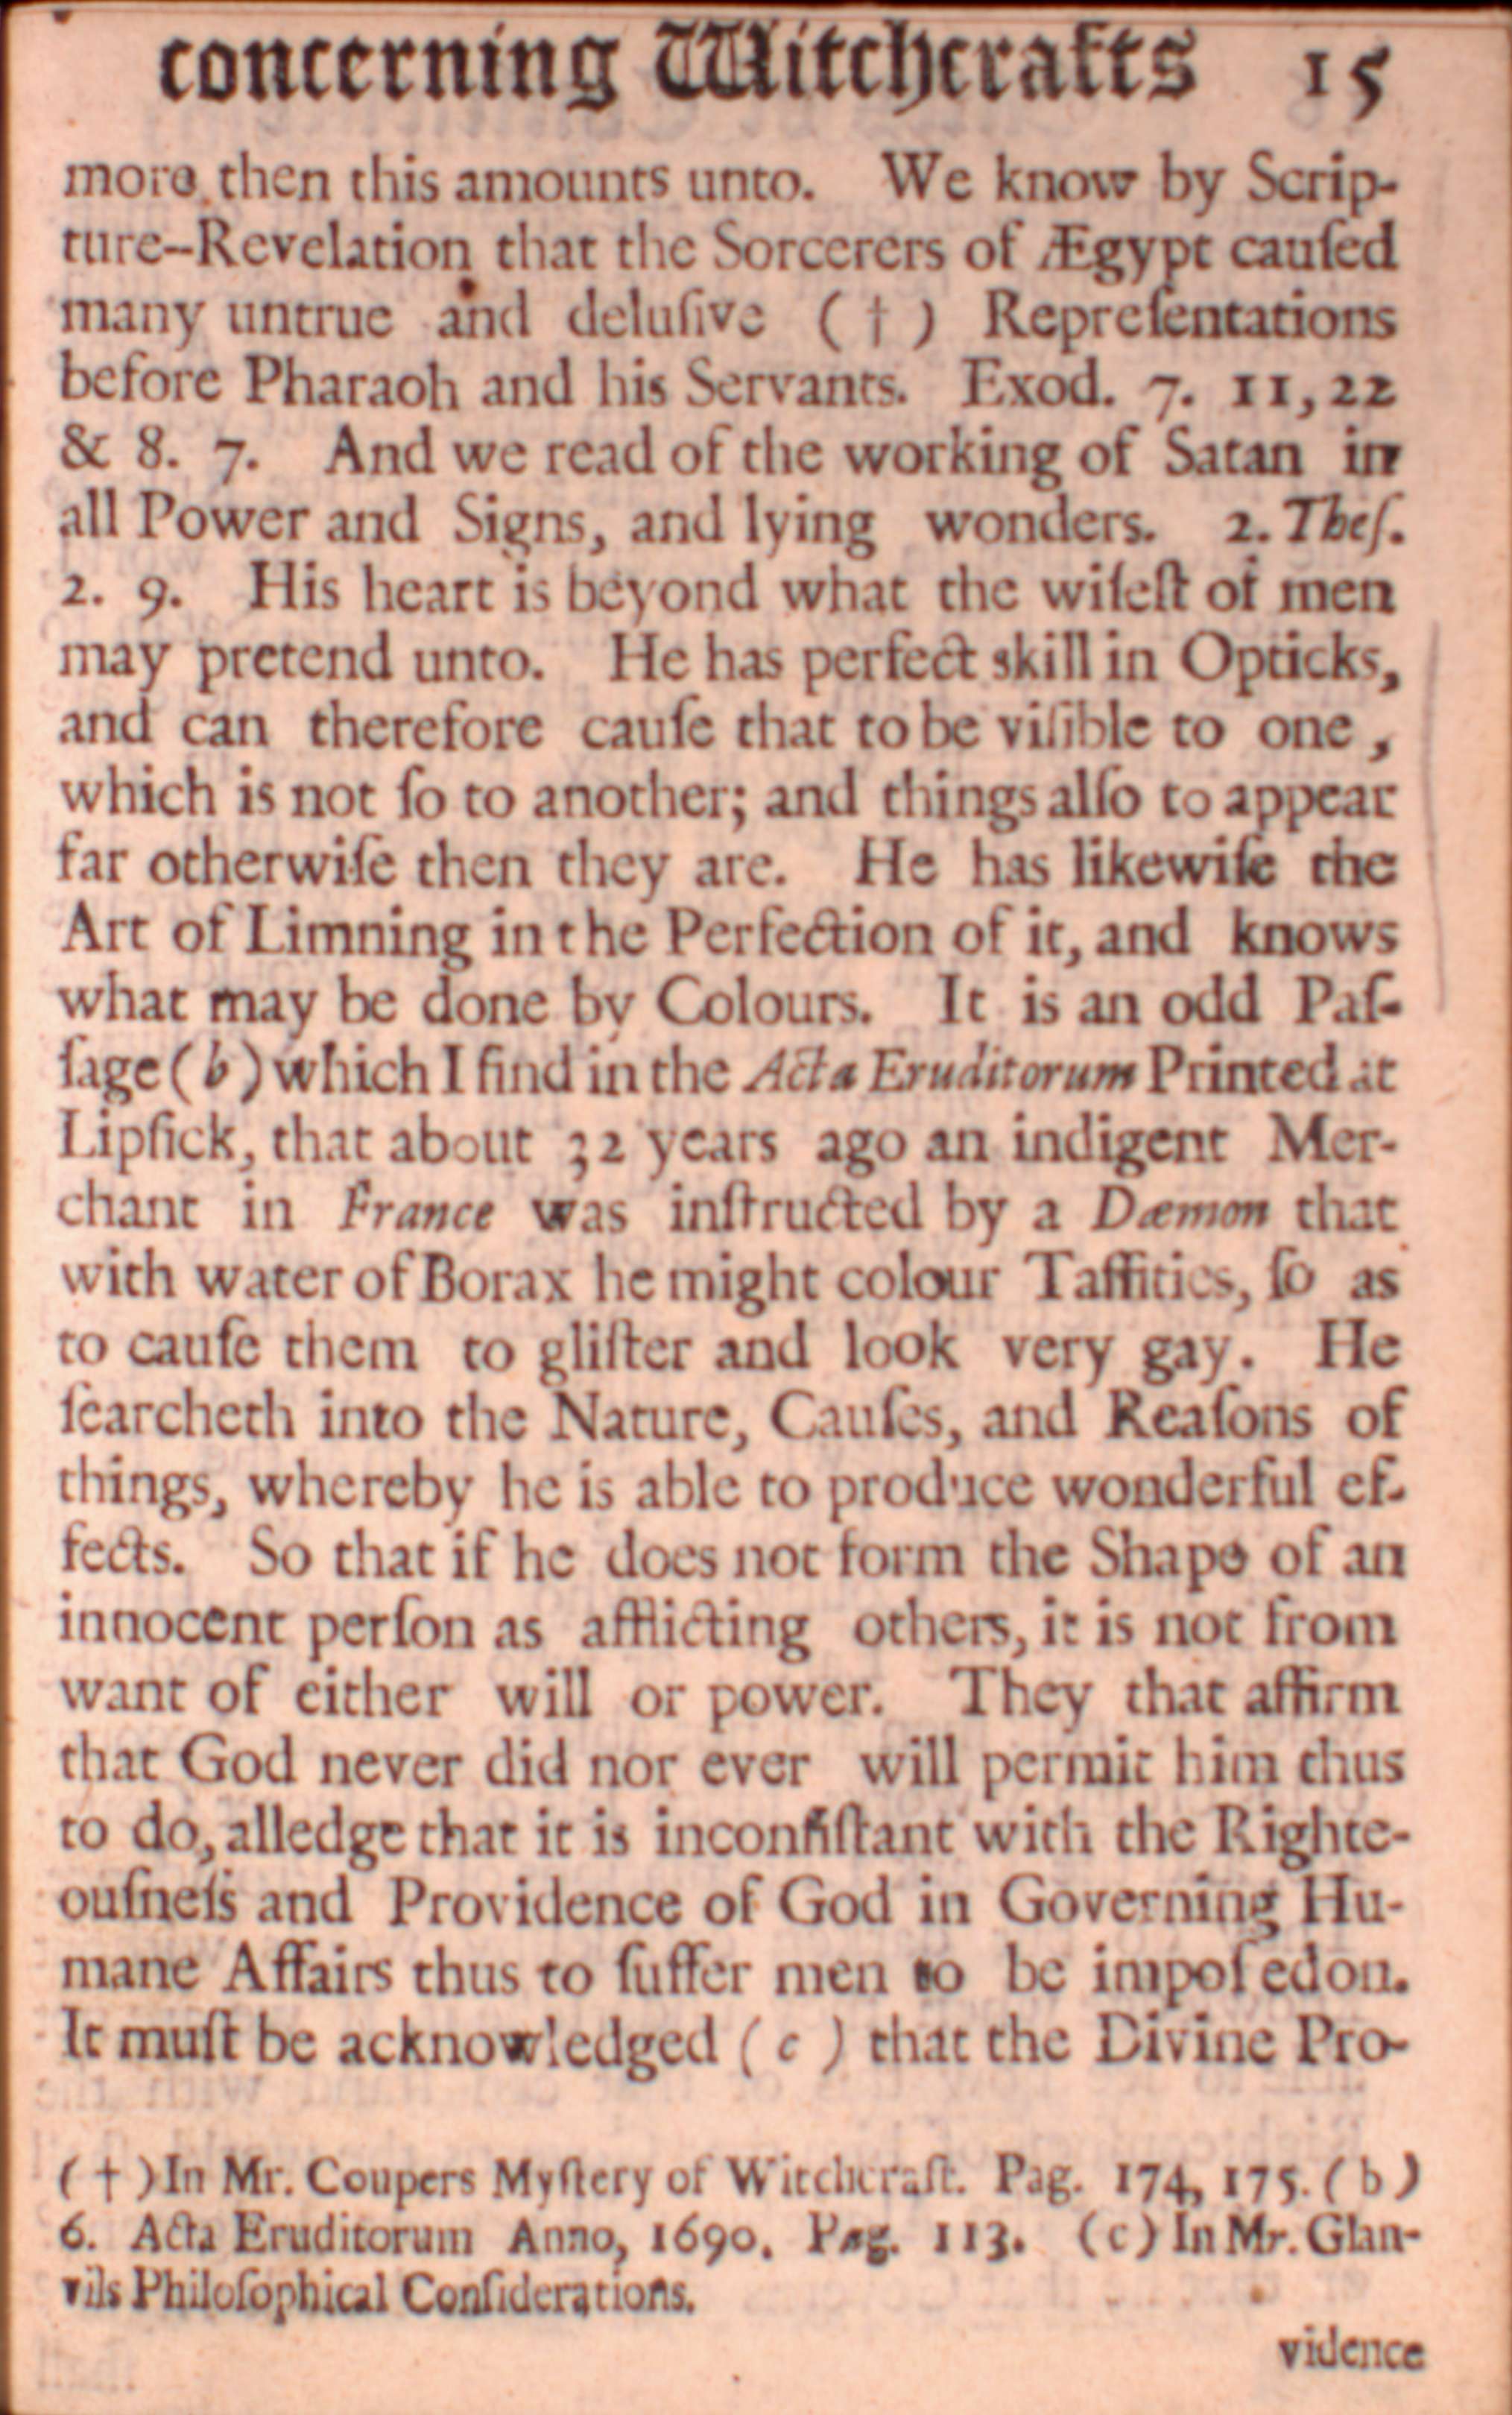 concerning Witchcrafts 15
more then this amounts unto. We know by Scrip-
ture-Revelation that the Sorcerers of Ægypt cauſed
many untrue and deluſive (†) Repreſentations
before Pharaoh and his Servants. Exod. 7. 11, 22
& 8. 7. And we read of the working of Satan in
all Power and Signs, and lying wonders. 2. Theſ.
2. 9. His heart is beyond what the wiſeſt of men
may pretend unto. He has perfect skill in Opticks,
and can therefore cauſe that to be viſible to one,
which is not ſo to another; and things alſo to appear
far otherwiſe then they are. He has likewiſe the
Art of Limning in the Perfection of it, and knows
what may be done by Colours. It is an odd Paſ-
ſage (b) which I find in the Acta Eruditorum Printed at
Lipſick, that about 32 years ago an indigent Mer-
chant in France was inſtructed by a Dæmon that
with water of Borax he might colour Taffities, ſo as
to cauſe them to gliſter and look very gay. He
ſearcheth into the Nature, Cauſes, and Reaſons of
things, whereby he is able to produce wonderful ef-
fects. So that if he does not form the Shape of an
innocent perſon as afflicting others, it is not from
want of either will or power. They that affirm
that God never did nor ever will permit him thus
to do, alledge that it is inconſiſtant with the Righte-
ouſneſs and Providence of God in Governing Hu-
mane Affairs thus to ſuffer men to be impoſ edon.
It muſt be acknowledged (c) that the Divine Pro-
(†) In Mr. Coupers Myſtery of Witchcraft. Pag. 174, 175. (b)
6. Acta Eruditorum Anno, 1690. Pag. 113. (c) In Mr. Glan-
vils Philoſophical Conſiderations.
vidence